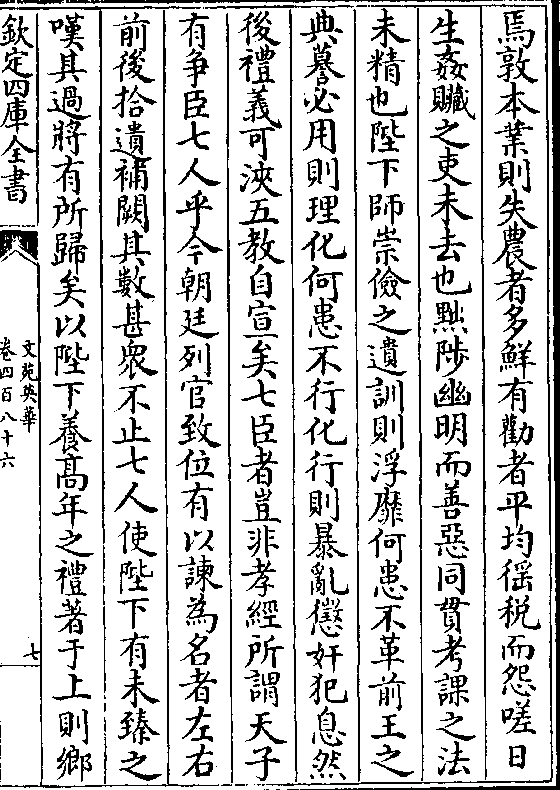 焉敦本業則失農者多鮮有勸者平均徭税而怨嗟日
生姦贓之吏未去也黜陟幽明而善惡同貫考課之法
未精也陛下師崇儉之遺訓則浮靡何患不革前王之
典謩必用則理化何患不行化行則暴亂懲奸犯息然
後禮義可浹五教自宣矣七臣者豈非孝經所謂天子
有爭臣七人乎今朝廷列官致位有以諫為名者左右
前後拾遺補闕其數甚衆不止七人使陛下有未臻之
嘆其過將有所歸矣以陛下養髙年之禮著于上則鄉
欽定四庫全書
文苑英華
卷四百八十六
七